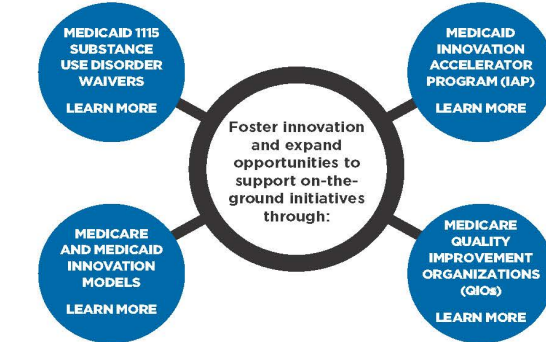 MEDICAID 1115
SUBSTANCE
USE DISORDER
WAIVERS
LEARN MORE
MEDICAID
INNOVATION
ACCELERATOR
PROGRAM (IAP)
LEARN MORE
Foster innovation
and expand
opportunities to
support on-the-
ground initiatives
through:
MEDICARE
AND MEDICAID
INNOVATION
MODELS
LEARN MORE
MEDICARE
QUALITY
IMPROVEMENT
ORGANIZATIONS
(QIOs)
LEARN MORE